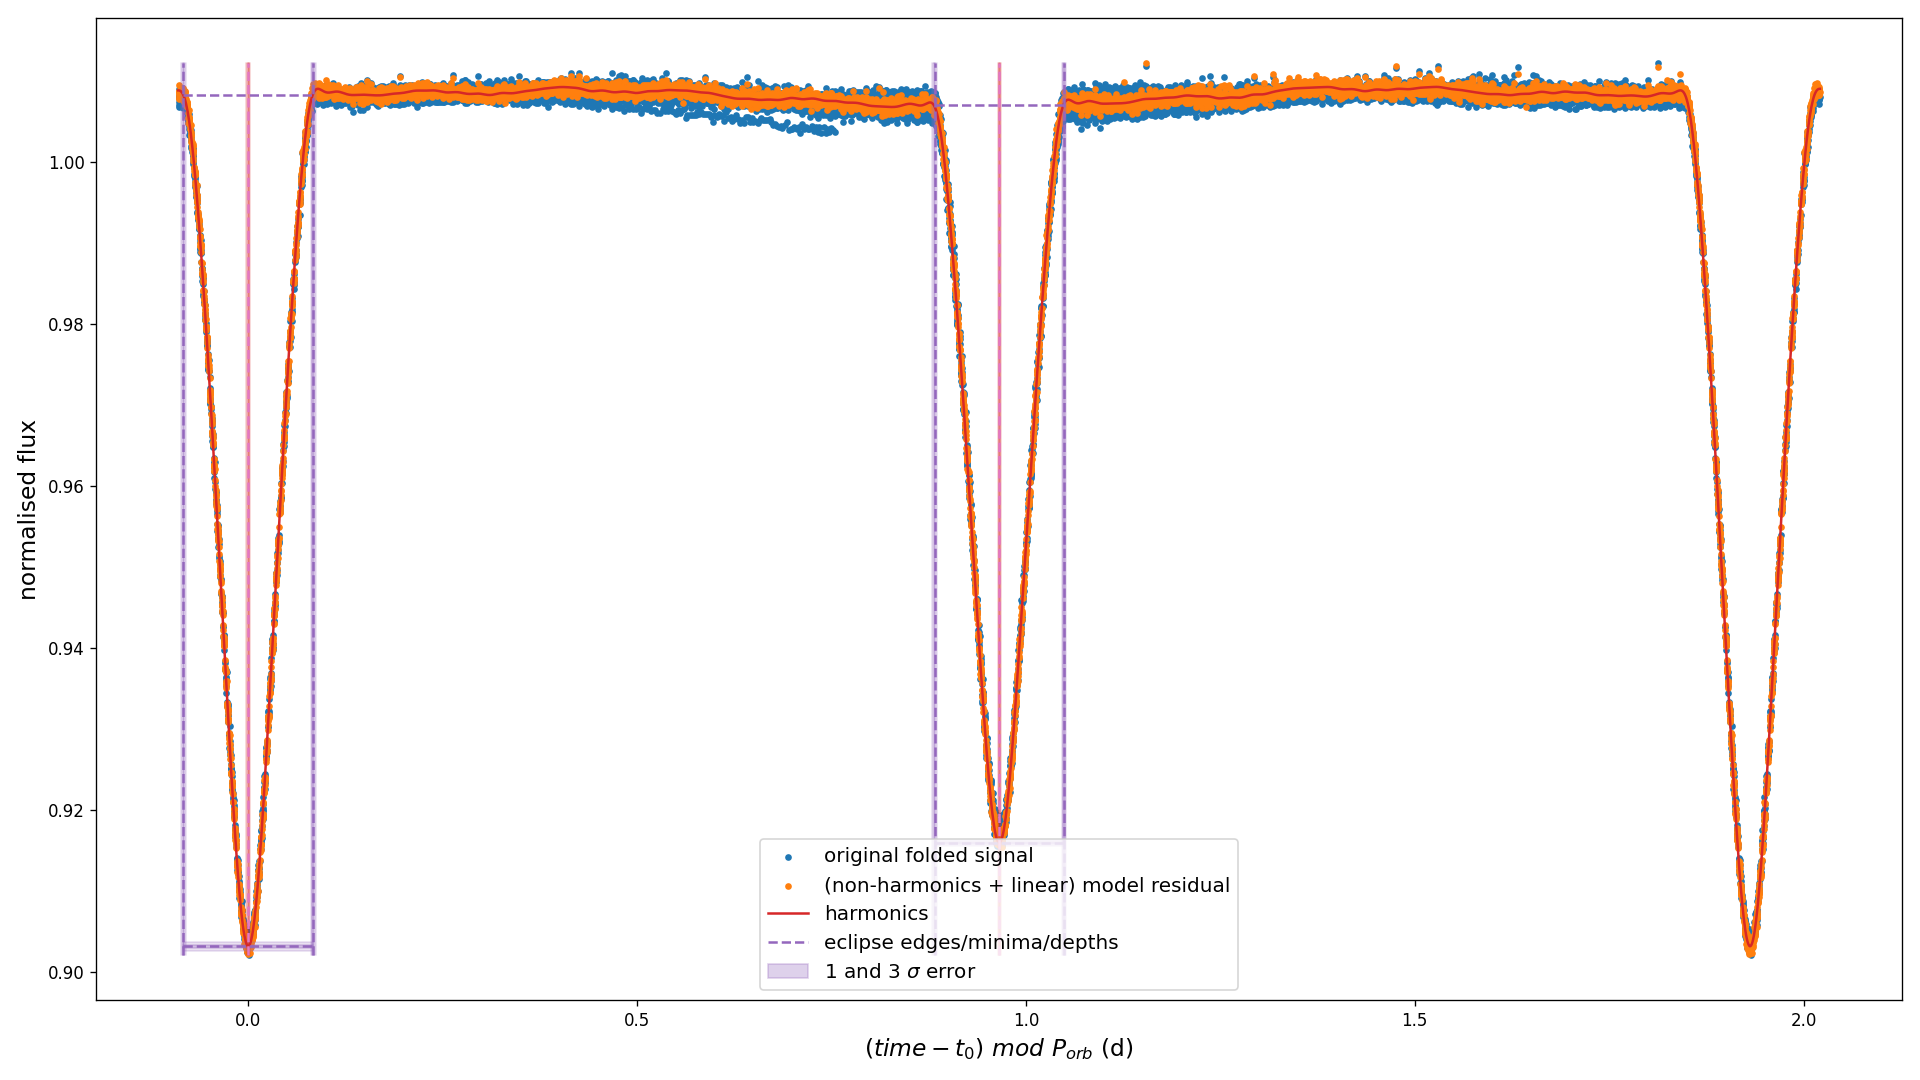 normalised flux
1.00
0.98
0.96
0.94
0.92
0.90
original folded signal
(non-harmonics + linear) model residual
harmonics
eclipse edges/minima/depths
1 and 3 σ error
0.0 0.5 1.0 1.5 2.0
(time − t₀) mod Pₒᵣb (d)